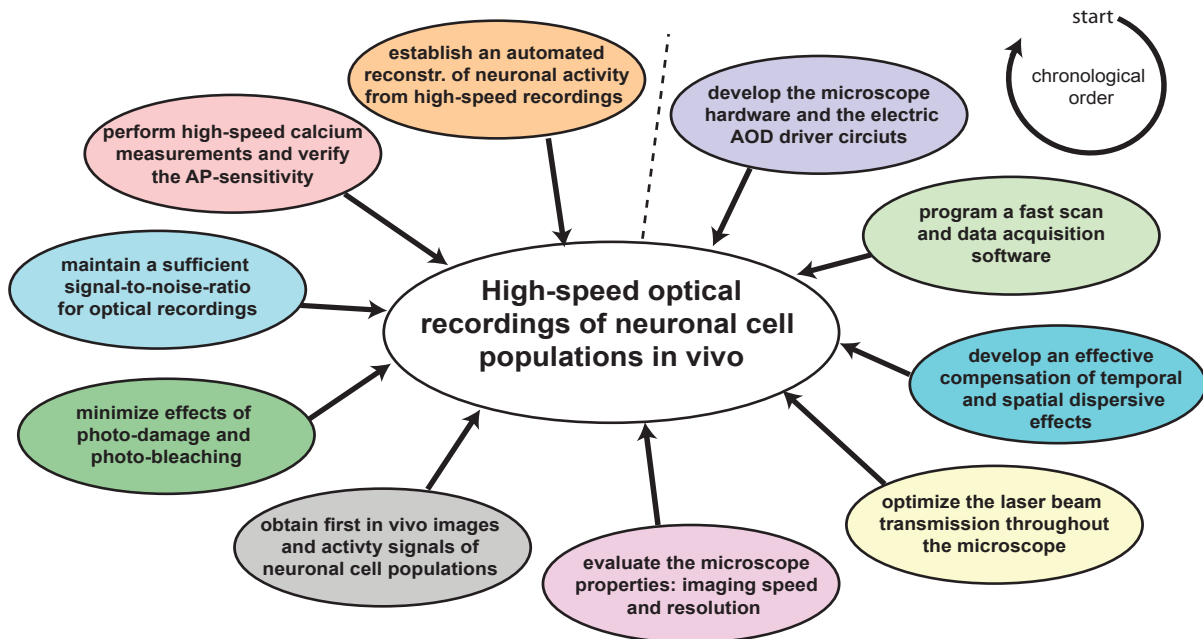 start
chronological
order
develop the microscope
hardware and the electric
AOD driver circiuts
program a fast scan
and data acquisition
software
develop an effective
compensation of temporal
and spatial dispersive
effects
optimize the laser beam
transmission throughout
the microscope
evaluate the microscope
properties: imaging speed
and resolution
obtain first in vivo images
and activty signals of
neuronal cell populations
minimize effects of
photo-damage and
photo-bleaching
maintain a sufficient
signal-to-noise-ratio
for optical recordings
perform high-speed calcium
measurements and verify
the AP-sensitivity
establish an automated
reconstr. of neuronal activity
from high-speed recordings
High-speed optical
recordings of neuronal cell
populations in vivo